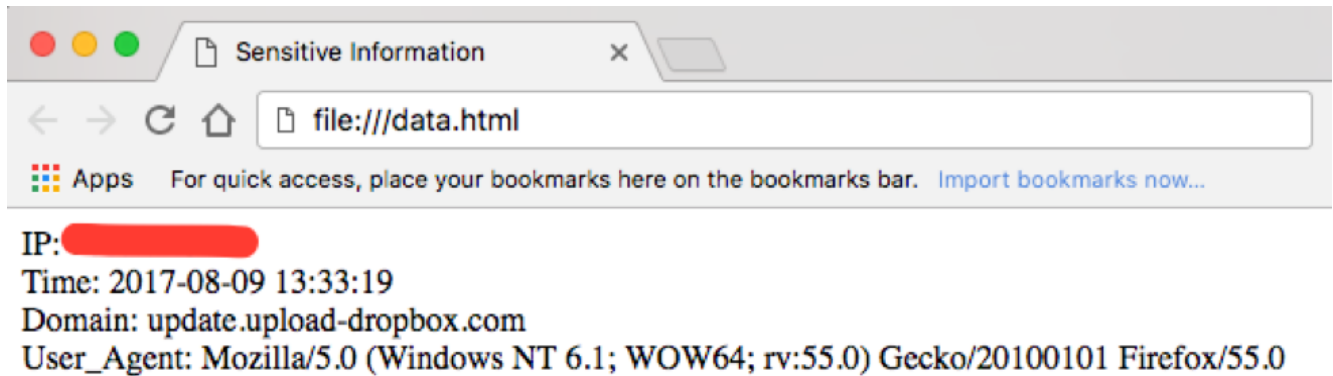 Sensitive Information
file:///data.html
Apps For quick access, place your bookmarks here on the bookmarks bar. Import bookmarks now...
IP:
Time: 2017-08-09 13:33:19
Domain: update.upload-dropbox.com
User_Agent: Mozilla/5.0 (Windows NT 6.1; WOW64; rv:55.0) Gecko/20100101 Firefox/55.0